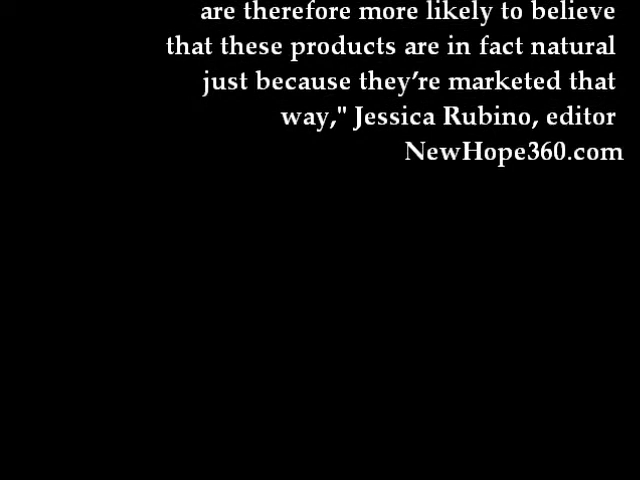 are therefore more likely to believe
that these products are in fact natural
just because they’re marketed that
way," Jessica Rubino, editor
NewHope360.com